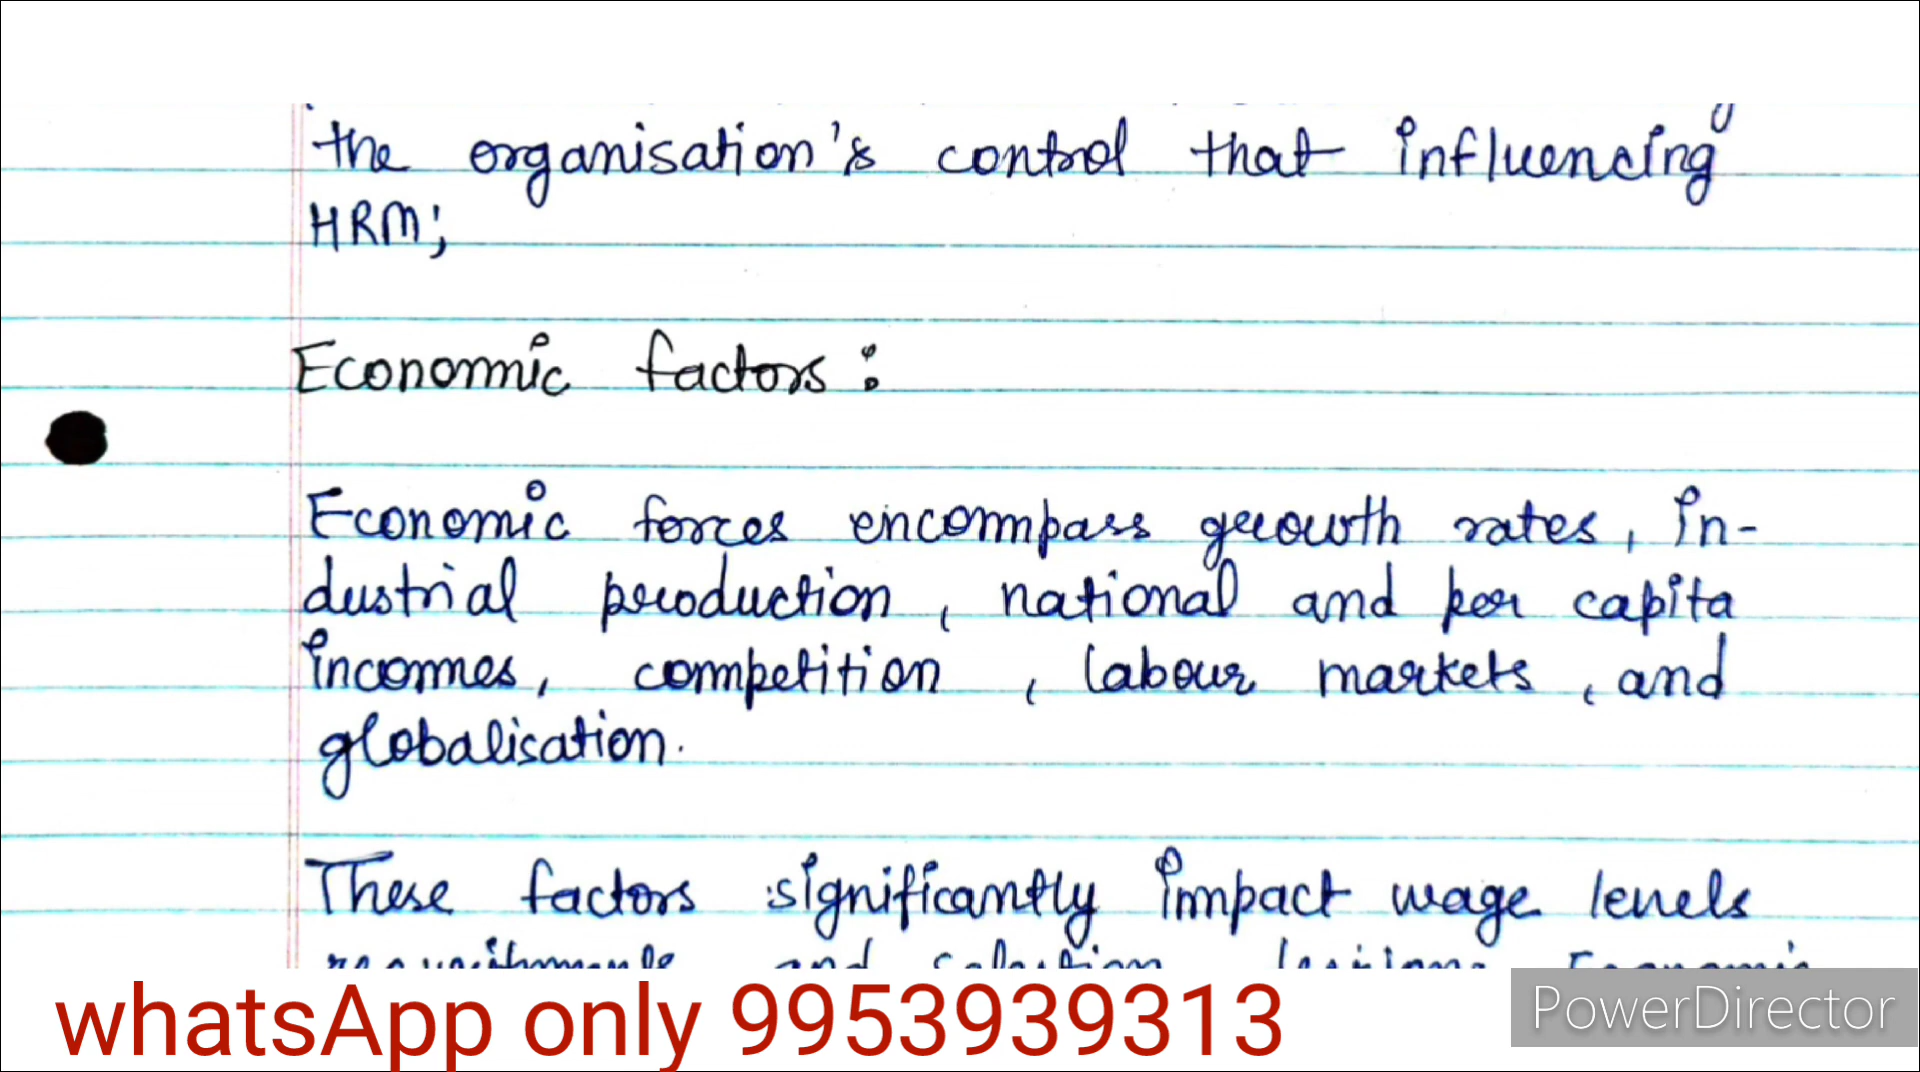 the organisation's control that influencing
HRM;
Economic factors:
Economic forces encompass growth rates, in-
dustrial production, national and per capita
incomes, competition, labour markets, and
globalisation.
These factors significantly impact wage levels
and
whatsApp only 9953939313
PowerDirector